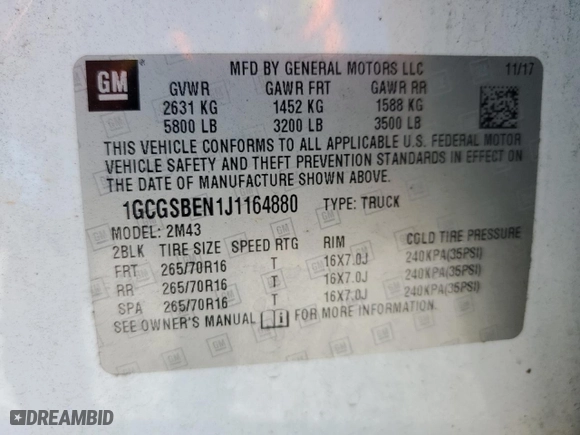 GM
MFD BY GENERAL MOTORS LLC 11/17
GVWR GAWR FRT GAWR RR
2631 KG 1452 KG 1588 KG
5800 LB 3200 LB 3500 LB
THIS VEHICLE CONFORMS TO ALL APPLICABLE U.S. FEDERAL MOTOR
VEHICLE SAFETY AND THEFT PREVENTION STANDARDS IN EFFECT ON
THE DATE OF MANUFACTURE SHOWN ABOVE.
1GCGSBEN1J1164880 TYPE: TRUCK
MODEL: 2M43
2BLK TIRE SIZE SPEED RTG RIM COLD TIRE PRESSURE
FRT 265/70R16 T 16X7.0J 240KPA(35PSI)
RR 265/70R16 T 16X7.0J 240KPA(35PSI)
SPA 265/70R16 T 16X7.0J 240KPA(35PSI)
SEE OWNER'S MANUAL i FOR MORE INFORMATION.
DREAMBID